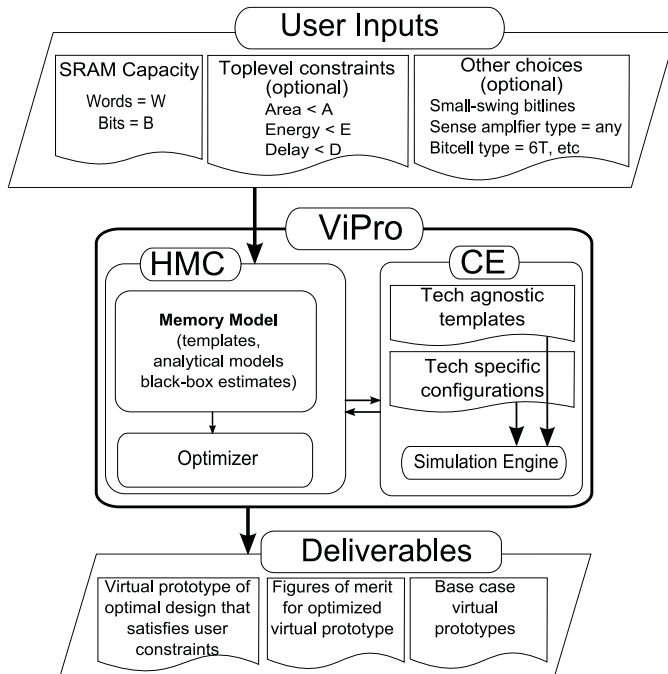 User Inputs
SRAM Capacity
Words = W
Bits = B
Toplevel constraints
(optional)
Area < A
Energy < E
Delay < D
Other choices
(optional)
Small-swing bitlines
Sense amplfier type = any
Bitcell type = 6T, etc
ViPro
HMC
Memory Model
(templates,
analytical models
black-box estimates)
Optimizer
CE
Tech agnostic
templates
Tech specific
configurations
Simulation Engine
Deliverables
Virtual prototype of
optimal design that
satisfies user
constraints
Figures of merit
for optimized
virtual prototype
Base case
virtual
prototypes